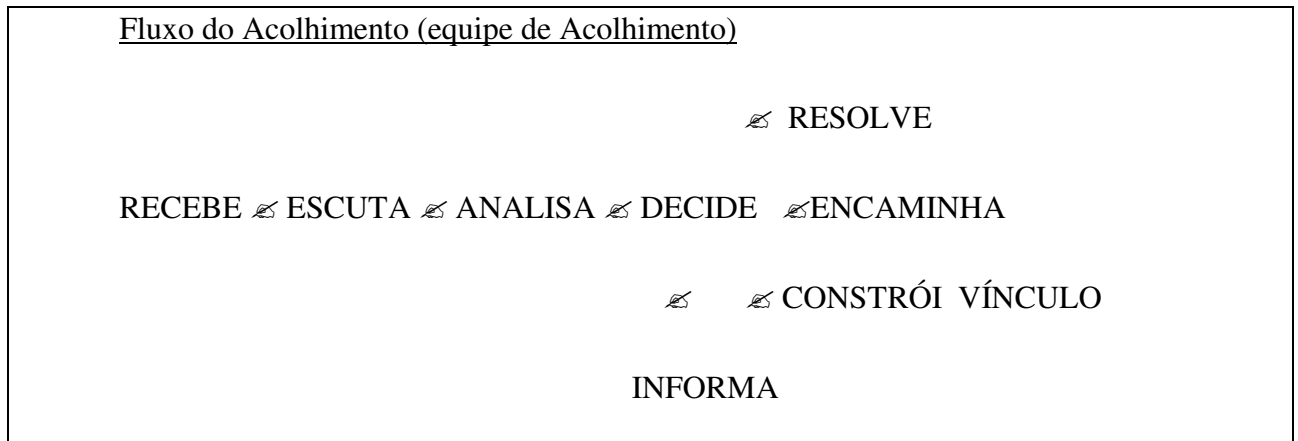 Fluxo do Acolhimento (equipe de Acolhimento)
✍ RESOLVE
RECEBE ✍ ESCUTA ✍ ANALISA ✍ DECIDE ✍ENCAMINHA
✍ ✍ CONSTRÓI VÍNCULO
INFORMA